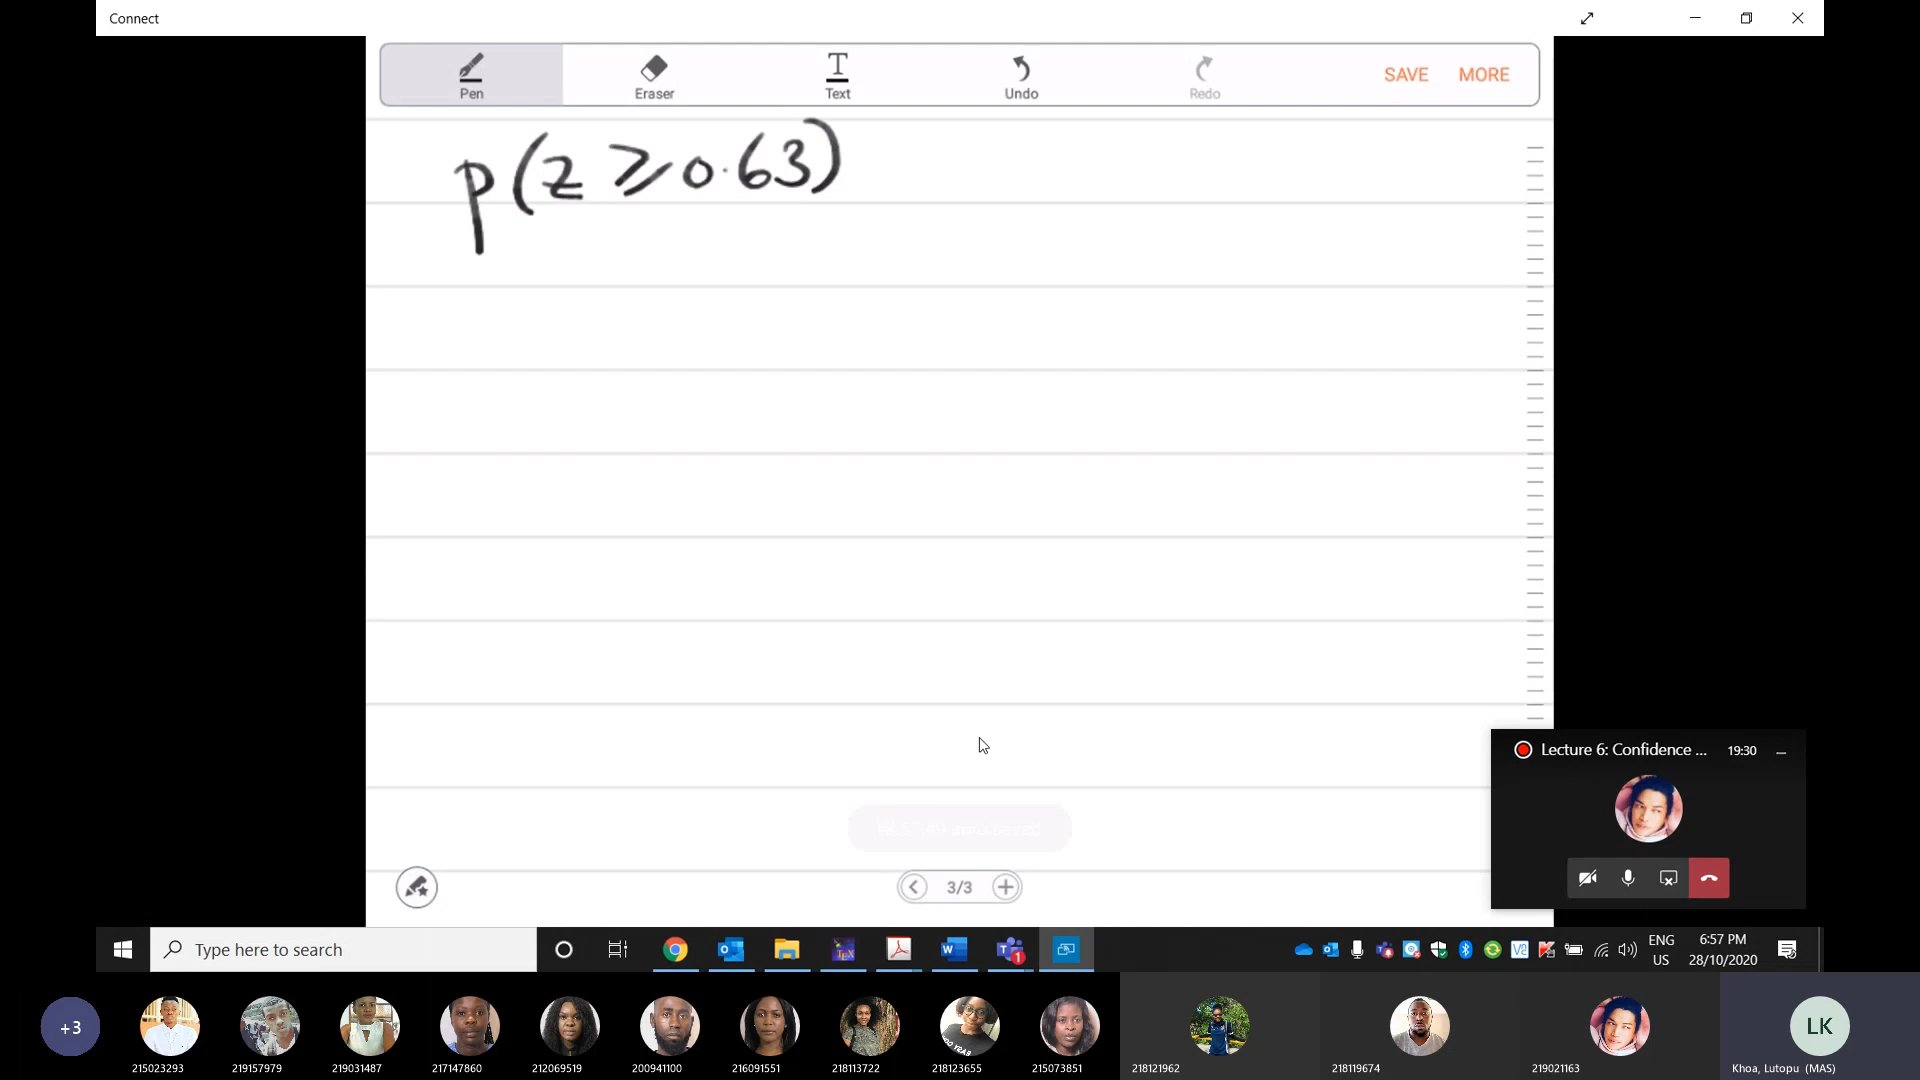 Connect
Pen
Eraser
Text
Undo
Redo
SAVE
MORE
p(z ⩾ 0.63)
Lecture 6: Confidence ...
19:30
3/3
Type here to search
1
ENG
US
6:57 PM
28/10/2020
+3
215023293
219157979
219031487
217147860
212069519
200941100
216091551
218113722
218123655
215073851
218121962
218119674
219021163
LK
Khoa, Lutopu (MAS)